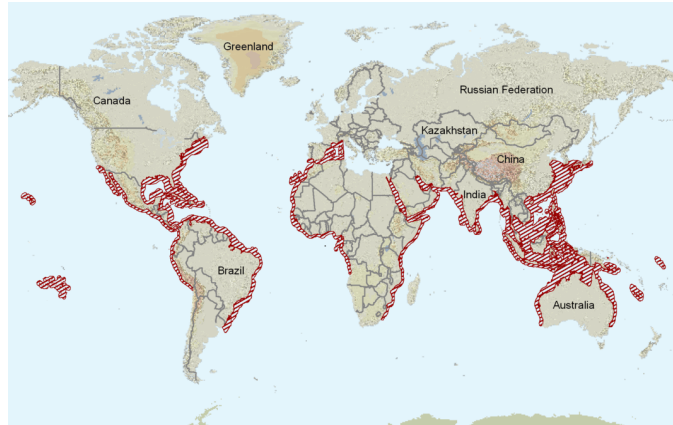 Greenland
Canada
Russian Federation
Kazakhstan
China
India
Brazil
Australia